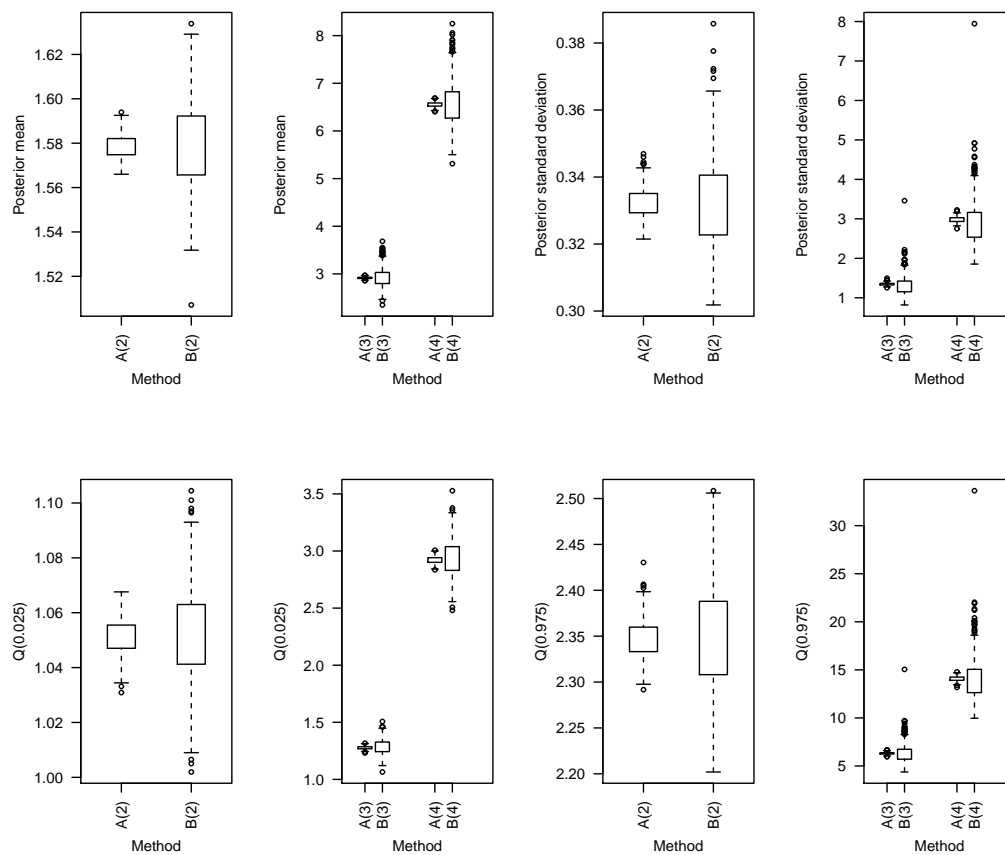 Posterior mean
1.62
1.60
1.58
1.56
1.54
1.52
A(2)
B(2)
Method
Posterior mean
8
7
6
5
4
3
A(3)
B(3)
A(4)
B(4)
Method
Posterior standard deviation
0.38
0.36
0.34
0.32
0.30
A(2)
B(2)
Method
Posterior standard deviation
8
7
6
5
4
3
2
1
A(3)
B(3)
A(4)
B(4)
Method
Q(0.025)
1.10
1.08
1.06
1.04
1.02
1.00
A(2)
B(2)
Method
Q(0.025)
3.5
3.0
2.5
2.0
1.5
1.0
A(3)
B(3)
A(4)
B(4)
Method
Q(0.975)
2.50
2.45
2.40
2.35
2.30
2.25
2.20
A(2)
B(2)
Method
Q(0.975)
30
25
20
15
10
5
A(3)
B(3)
A(4)
B(4)
Method